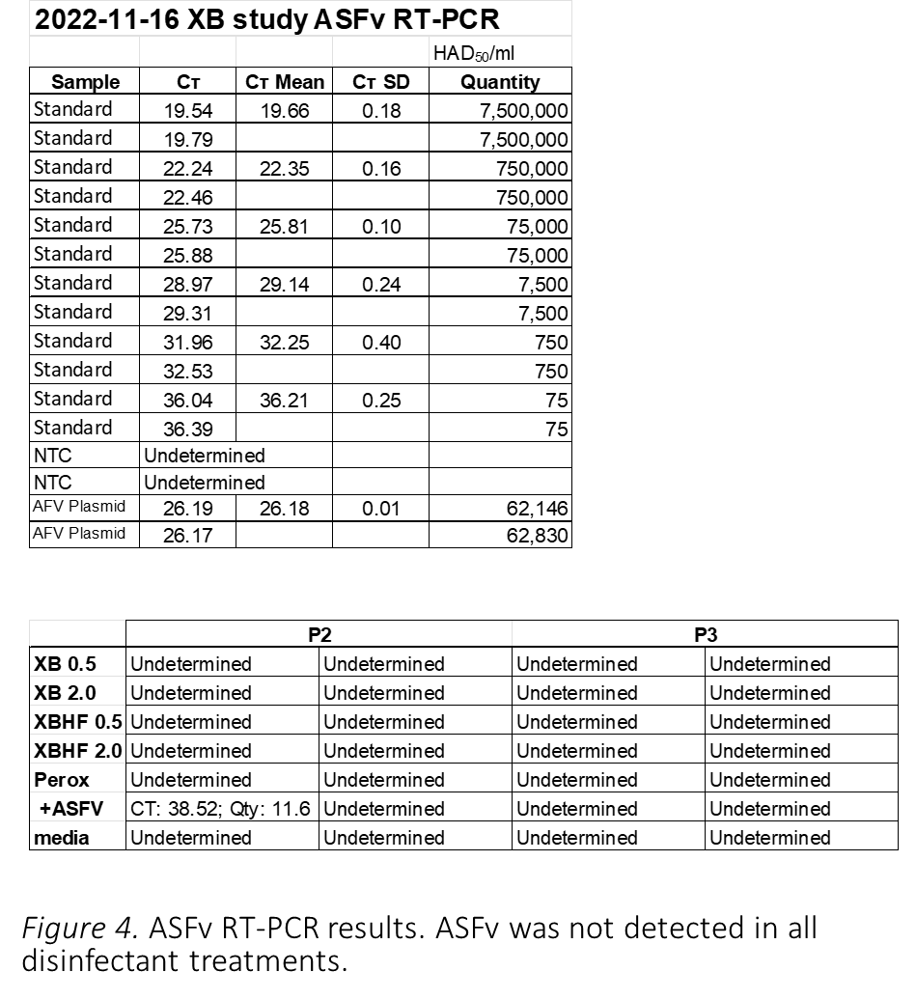 2022-11-16 XB study ASFv RT-PCR
HAD50/ml
Sample CT CT Mean CT SD Quantity
Standard 19.54 19.66 0.18 7,500,000
Standard 19.79 7,500,000
Standard 22.24 22.35 0.16 750,000
Standard 22.46 750,000
Standard 25.73 25.81 0.10 75,000
Standard 25.88 75,000
Standard 28.97 29.14 0.24 7,500
Standard 29.31 7,500
Standard 31.96 32.25 0.40 750
Standard 32.53 750
Standard 36.04 36.21 0.25 75
Standard 36.39 75
NTC Undetermined
NTC Undetermined
AFV Plasmid 26.19 26.18 0.01 62,146
AFV Plasmid 26.17 62,830
P2 P3
XB 0.5 Undetermined Undetermined Undetermined Undetermined
XB 2.0 Undetermined Undetermined Undetermined Undetermined
XBHF 0.5 Undetermined Undetermined Undetermined Undetermined
XBHF 2.0 Undetermined Undetermined Undetermined Undetermined
Perox Undetermined Undetermined Undetermined Undetermined
+ASFV CT: 38.52; Qty: 11.6 Undetermined Undetermined Undetermined
media Undetermined Undetermined Undetermined Undetermined
Figure 4. ASFv RT-PCR results. ASFv was not detected in all
disinfectant treatments.